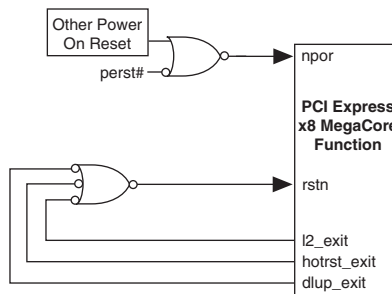 Other Power
On Reset
perst#
npor
PCI Express
x8 MegaCore
Function
rstn
l2_exit
hotrst_exit
dlup_exit